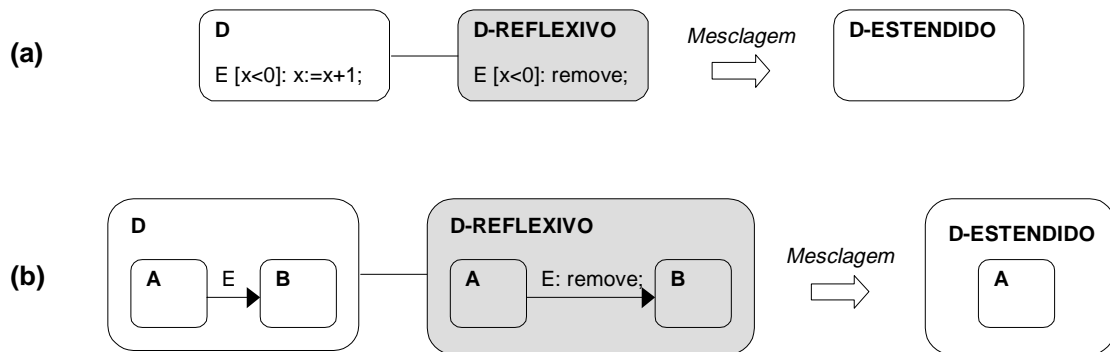 (a)
D
E [x<0]: x:=x+1;
D-REFLEXIVO
E [x<0]: remove;
Mesclagem
D-ESTENDIDO
(b)
D
A
E
B
D-REFLEXIVO
A
E: remove;
B
Mesclagem
D-ESTENDIDO
A